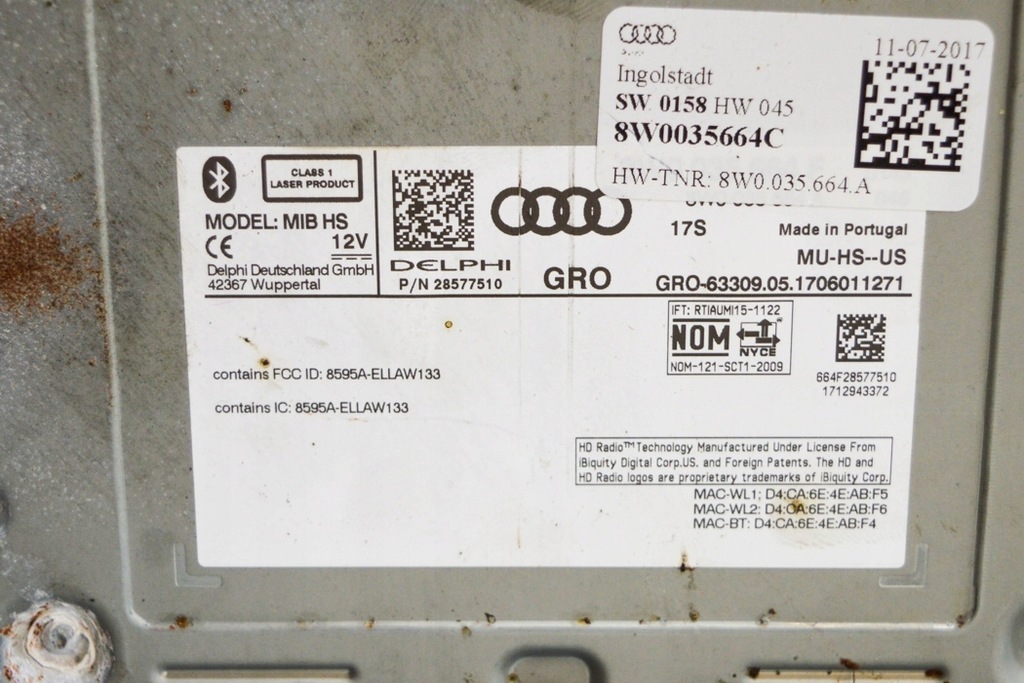 11-07-2017
Ingolstadt
SW 0158 HW 045
8W0035664C
HW-TNR: 8W0.035.664.A
CLASS 1
LASER PRODUCT
MODEL: MIB HS
CE 12V
Delphi Deutschland GmbH
42367 Wuppertal
DELPHI
P/N 28577510
GRO
17S
Made in Portugal
MU-HS--US
GRO-63309.05.1706011271
IFT: RTIAUMI15-1122
NOM
NYCE
NOM-121-SCT1-2009
664F28577510
1712943372
contains FCC ID: 8595A-ELLAW133
contains IC: 8595A-ELLAW133
HD Radio™ Technology Manufactured Under License From
iBiquity Digital Corp.US. and Foreign Patents. The HD and
HD Radio logos are proprietary trademarks of iBiquity Corp.
MAC-WL1; D4:CA:6E:4E:AB:F5
MAC-WL2: D4:CA:6E:4E:AB:F6
MAC-BT: D4:CA:6E:4E:AB:F4